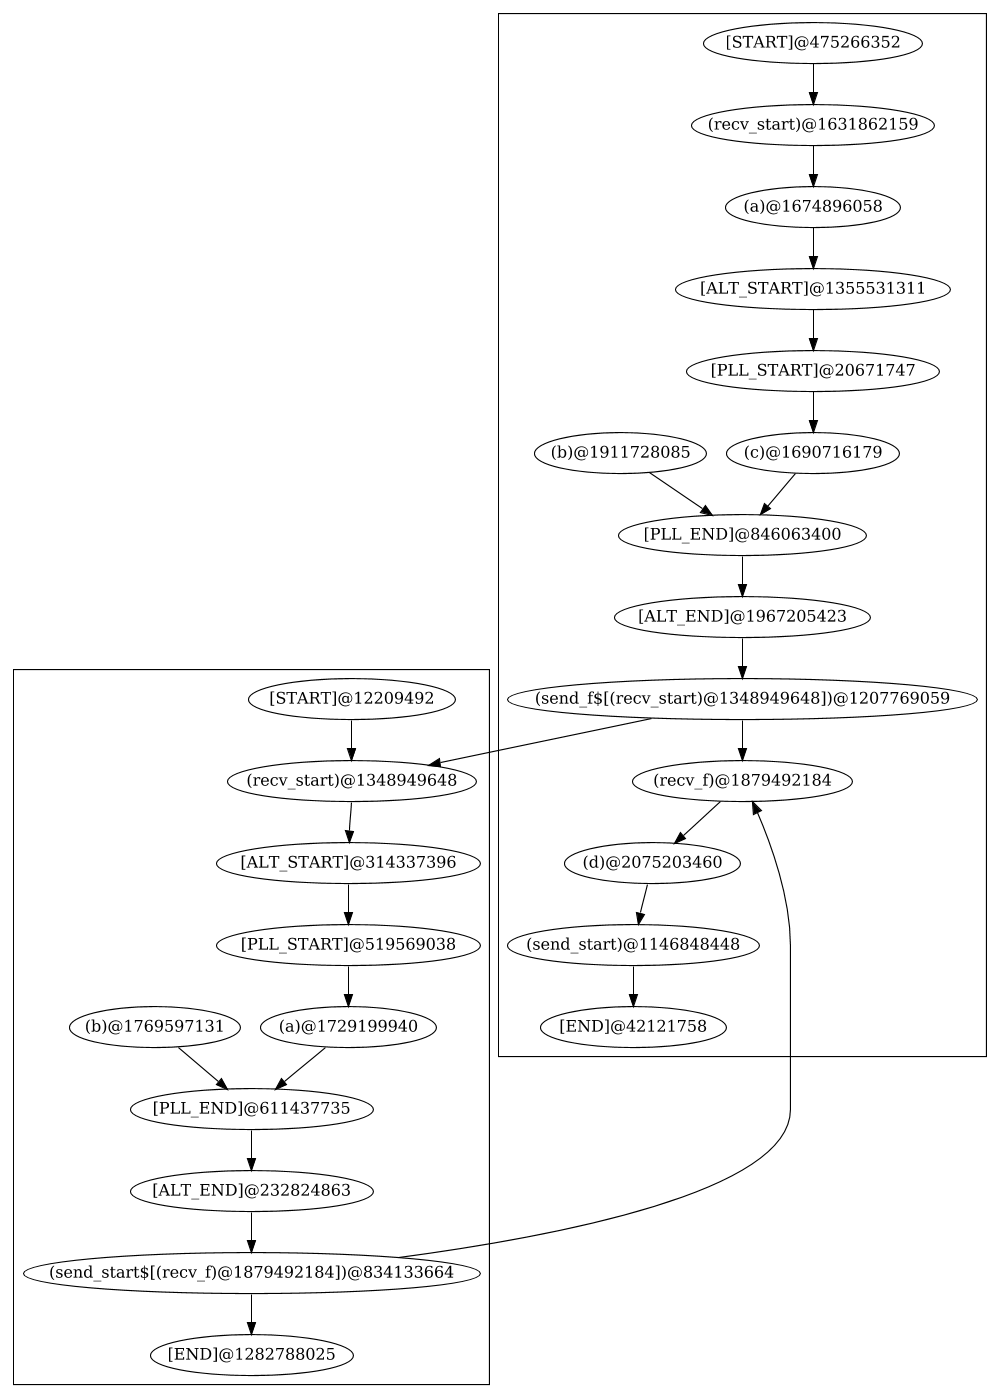 [START]@475266352
(recv_start)@1631862159
(a)@1674896058
[ALT_START]@1355531311
[PLL_START]@20671747
(b)@1911728085
(c)@1690716179
[PLL_END]@846063400
[ALT_END]@1967205423
(send_f$[(recv_start)@1348949648])@1207769059
(recv_f)@1879492184
(d)@2075203460
(send_start)@1146848448
[END]@42121758
[START]@12209492
(recv_start)@1348949648
[ALT_START]@314337396
[PLL_START]@519569038
(b)@1769597131
(a)@1729199940
[PLL_END]@611437735
[ALT_END]@232824863
(send_start$[(recv_f)@1879492184])@834133664
[END]@1282788025